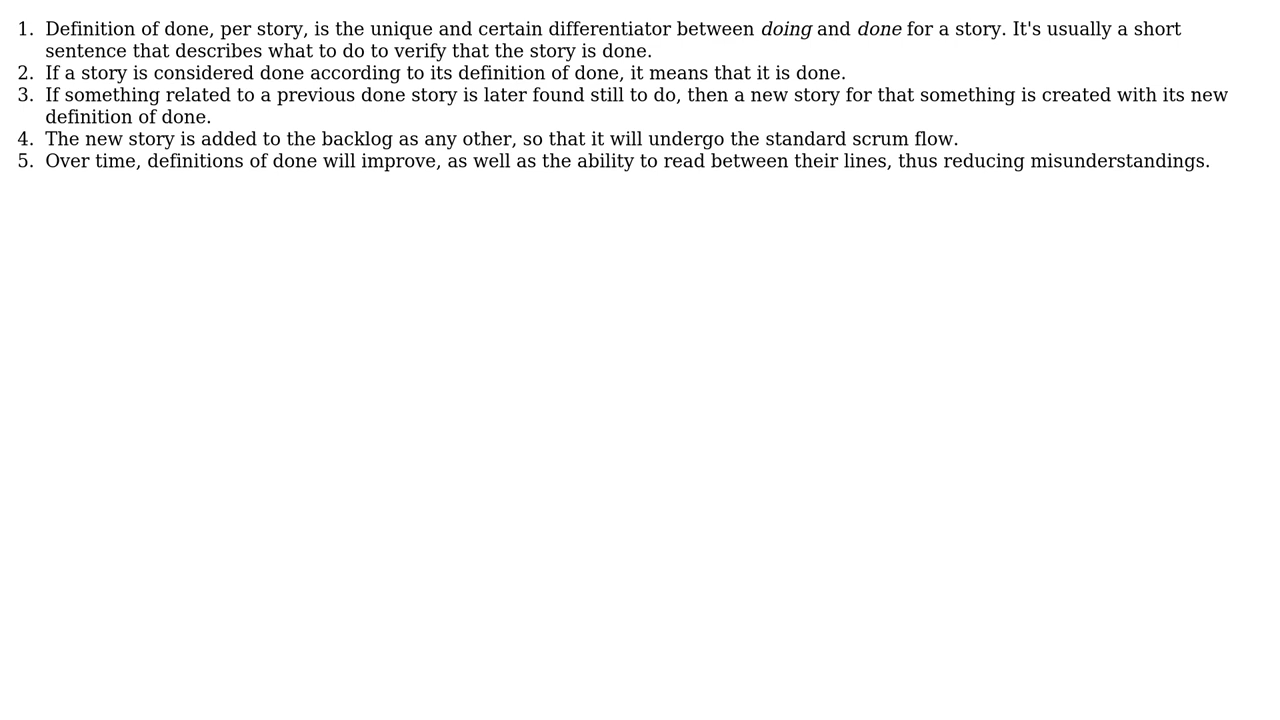 1. Definition of done, per story, is the unique and certain differentiator between doing and done for a story. It's usually a short
sentence that describes what to do to verify that the story is done.
2. If a story is considered done according to its definition of done, it means that it is done.
3. If something related to a previous done story is later found still to do, then a new story for that something is created with its new
definition of done.
4. The new story is added to the backlog as any other, so that it will undergo the standard scrum flow.
5. Over time, definitions of done will improve, as well as the ability to read between their lines, thus reducing misunderstandings.